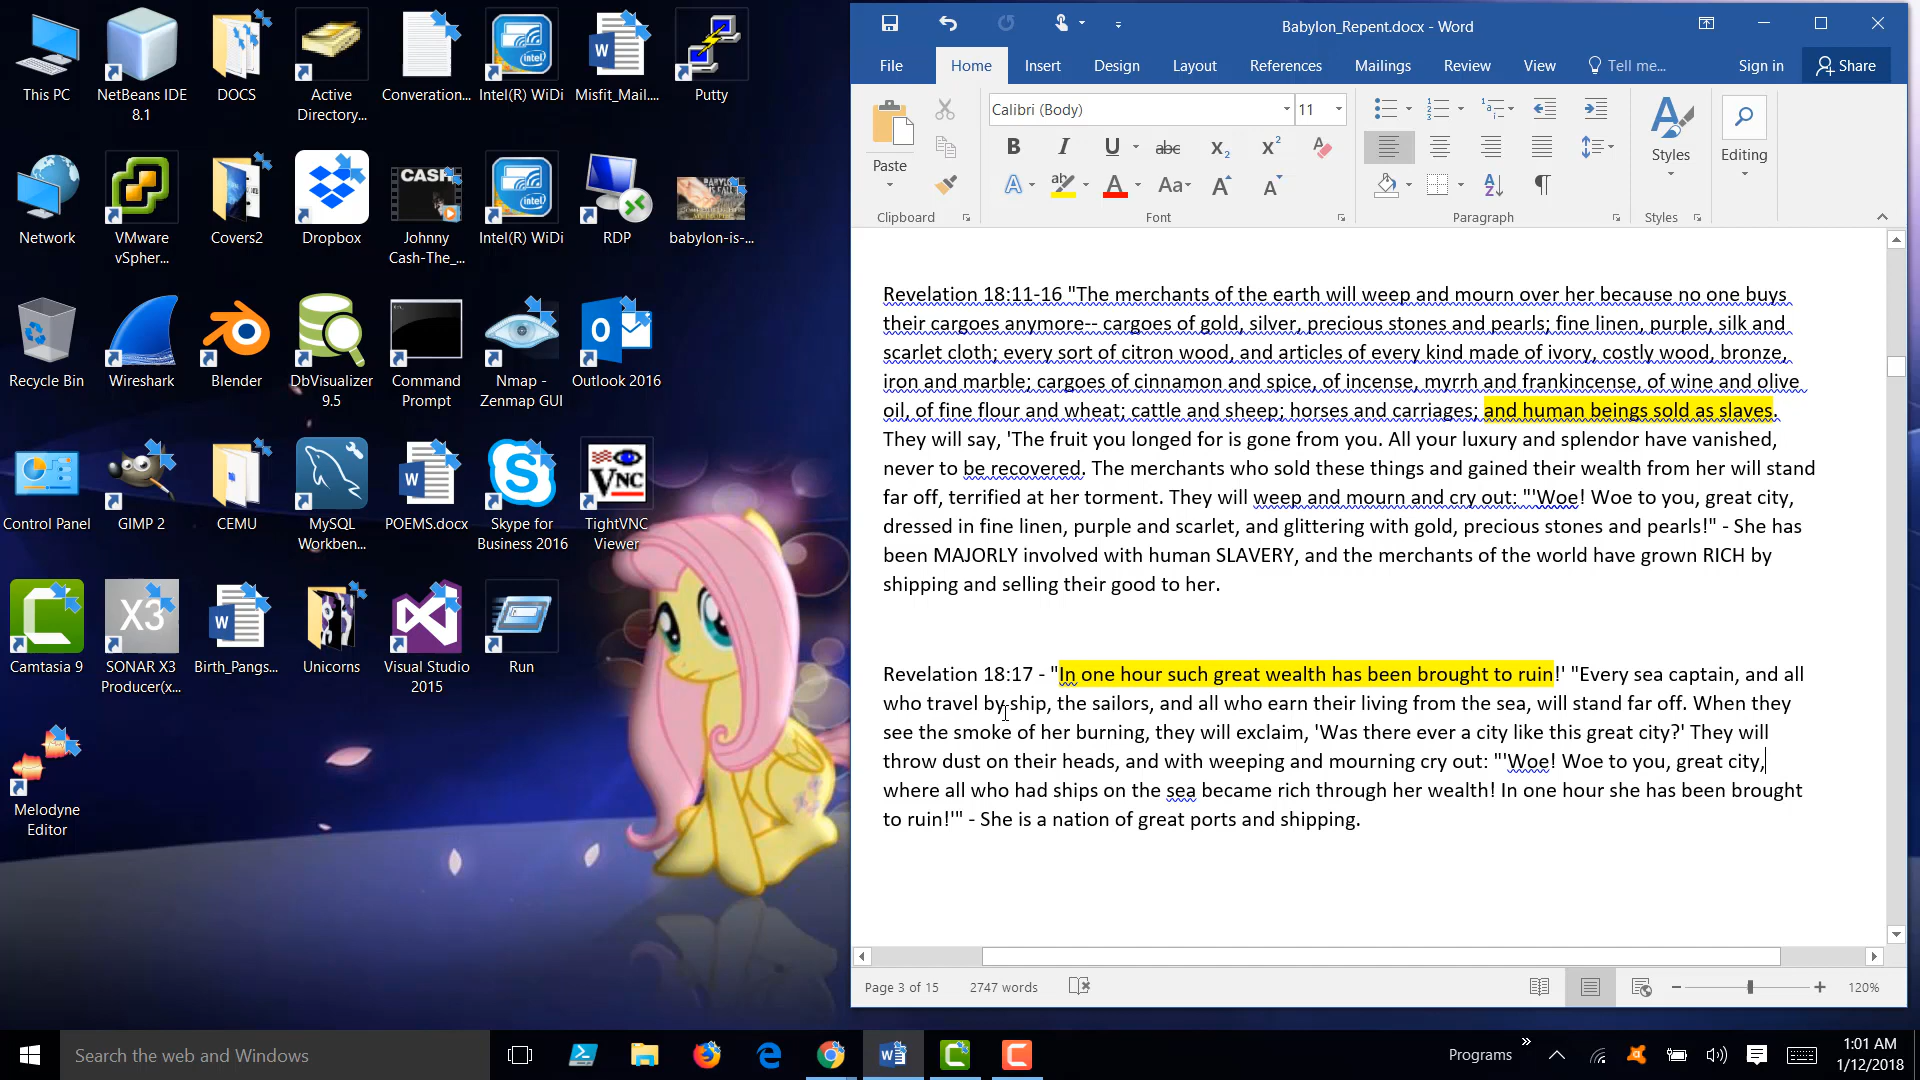 This PC
NetBeans IDE
8.1
DOCS
Active
Directory...
Converation...
Intel(R) WiDi
Misfit_Mail....
Putty
Network
VMware
vSpher...
Covers2
Dropbox
CASH
Johnny
Cash-The_...
Intel(R) WiDi
RDP
babylon-is-...
Recycle Bin
Wireshark
Blender
DbVisualizer
9.5
Command
Prompt
Nmap -
Zenmap GUI
Outlook 2016
Control Panel
GIMP 2
CEMU
MySQL
Workben...
POEMS.docx
Skype for
Business 2016
TightVNC
Viewer
Camtasia 9
SONAR X3
Producer(x...
Birth_Pangs...
Unicorns
Visual Studio
2015
Run
Melodyne
Editor
Babylon_Repent.docx - Word
File Home Insert Design Layout References Mailings Review View Tell me... Sign in Share
Calibri (Body) 11
Paste
Styles
Editing
Clipboard Font Paragraph Styles
Revelation 18:11-16 "The merchants of the earth will weep and mourn over her because no one buys
their cargoes anymore-- cargoes of gold, silver, precious stones and pearls; fine linen, purple, silk and
scarlet cloth; every sort of citron wood, and articles of every kind made of ivory, costly wood, bronze,
iron and marble; cargoes of cinnamon and spice, of incense, myrrh and frankincense, of wine and olive
oil, of fine flour and wheat; cattle and sheep; horses and carriages; and human beings sold as slaves.
They will say, 'The fruit you longed for is gone from you. All your luxury and splendor have vanished,
never to be recovered. The merchants who sold these things and gained their wealth from her will stand
far off, terrified at her torment. They will weep and mourn and cry out: "'Woe! Woe to you, great city,
dressed in fine linen, purple and scarlet, and glittering with gold, precious stones and pearls!" - She has
been MAJORLY involved with human SLAVERY, and the merchants of the world have grown RICH by
shipping and selling their good to her.
Revelation 18:17 - "In one hour such great wealth has been brought to ruin!' "Every sea captain, and all
who travel by ship, the sailors, and all who earn their living from the sea, will stand far off. When they
see the smoke of her burning, they will exclaim, 'Was there ever a city like this great city?' They will
throw dust on their heads, and with weeping and mourning cry out: "'Woe! Woe to you, great city,
where all who had ships on the sea became rich through her wealth! In one hour she has been brought
to ruin!'" - She is a nation of great ports and shipping.
Page 3 of 15 2747 words 120%
Search the web and Windows
Programs
1:01 AM
1/12/2018